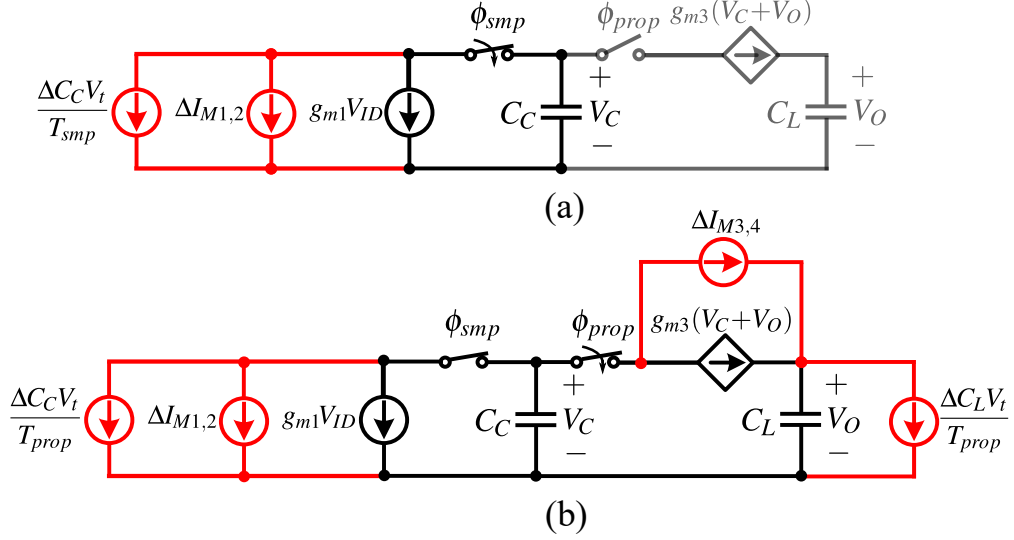 ϕsmp
ϕprop
gm3(VC+VO)
ΔCCVt
Tsmp
ΔIM1,2
gm1VID
CC
+
VC
−
CL
+
VO
−
(a)
ΔIM3,4
ϕsmp
ϕprop
gm3(VC+VO)
ΔCCVt
Tprop
ΔIM1,2
gm1VID
CC
+
VC
−
CL
+
VO
−
ΔCLVt
Tprop
(b)